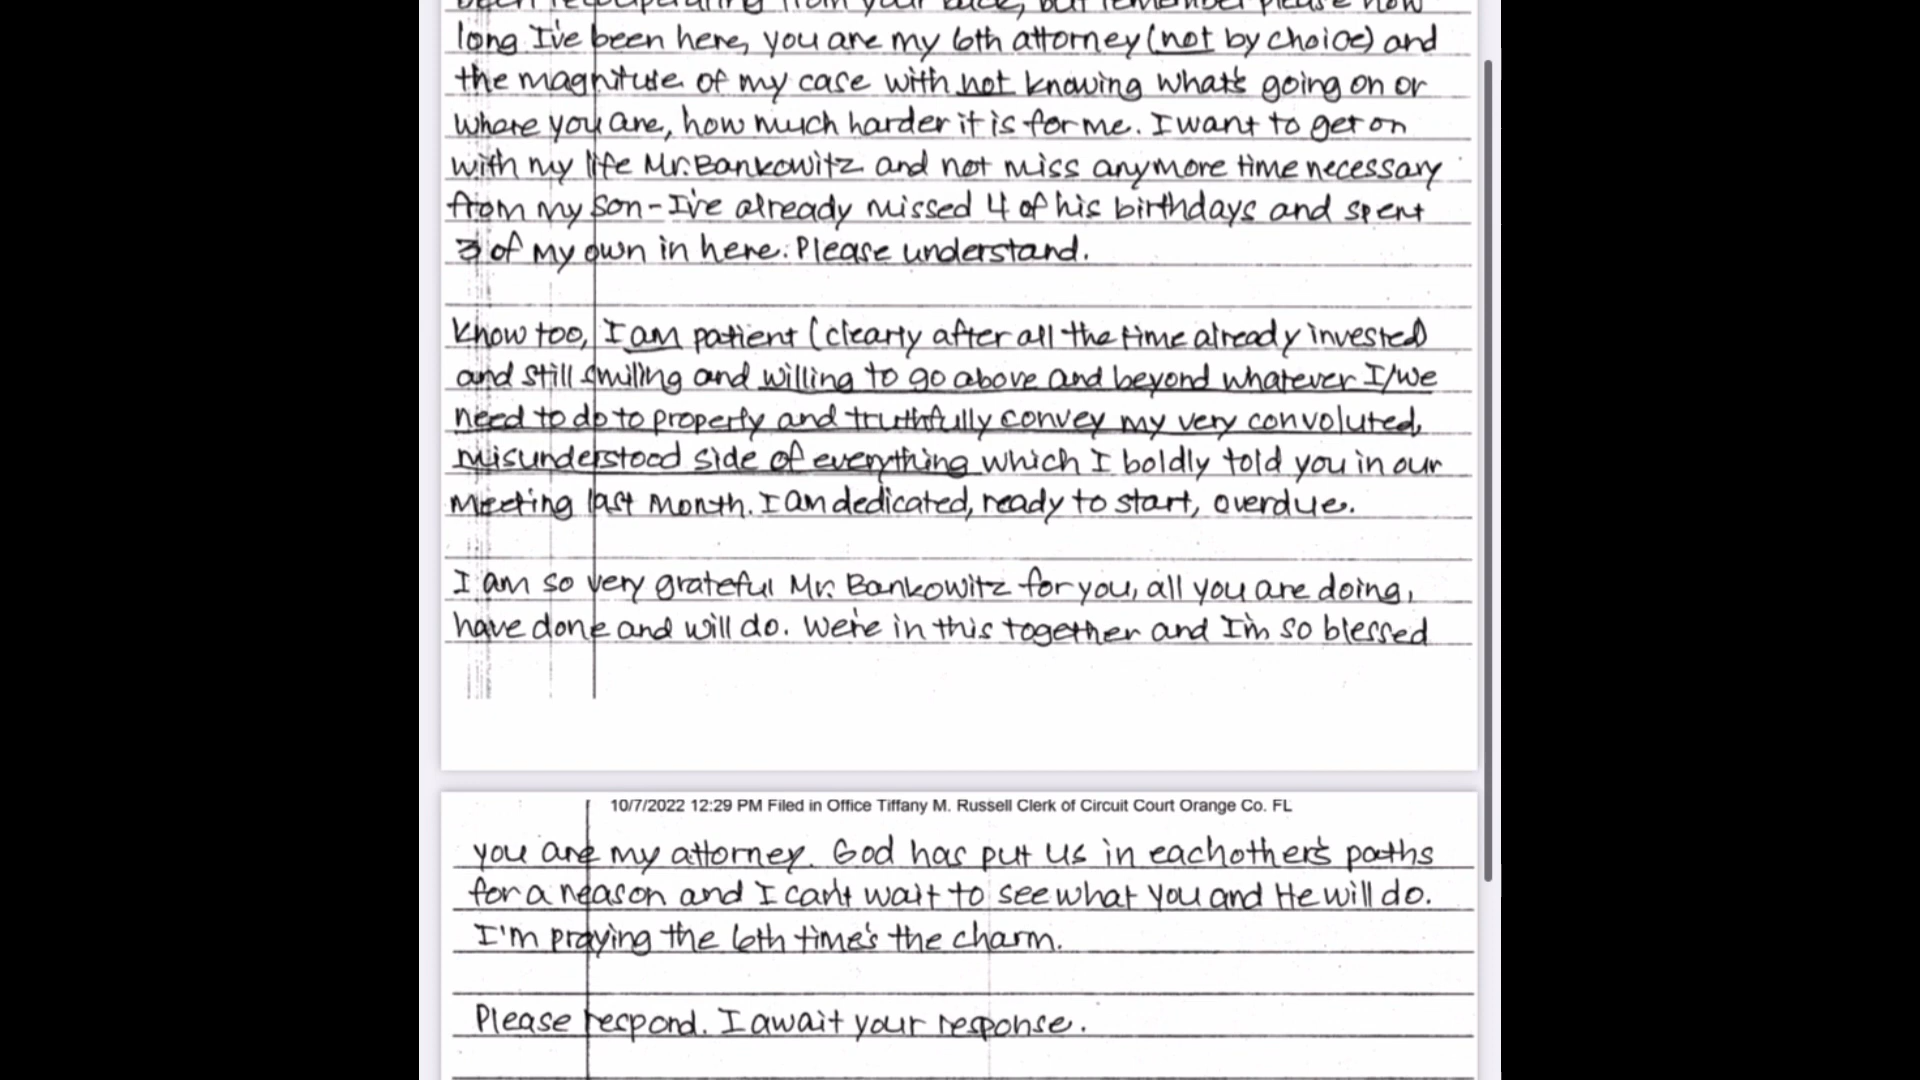 been recouperating from your , but remember please how
long I've been here, you are my 6th attorney (not by choice) and
the magnitude of my case with not knowing what's going on or
where you are, how much harder it is for me. I want to get on
with my life Mr. Bankowitz and not miss anymore time necessary
from my son - I've already missed 4 of his birthdays and spent
3 of my own in here. Please understand.
Know too, I am patient (clearly after all the time already invested)
and still smiling and willing to go above and beyond whatever I/we
need to do to properly and truthfully convey my very convoluted,
misunderstood side of everything which I boldly told you in our
meeting last month. I am dedicated, ready to start, overdue.
I am so very grateful Mr. Bankowitz for you, all you are doing,
have done and will do. We're in this together and I'm so blessed
10/7/2022 12:29 PM Filed in Office Tiffany M. Russell Clerk of Circuit Court Orange Co. FL
you are my attorney. God has put us in eachother's paths
for a reason and I can't wait to see what you and He will do.
I'm praying the 6th time's the charm.
Please respond. I await your response.